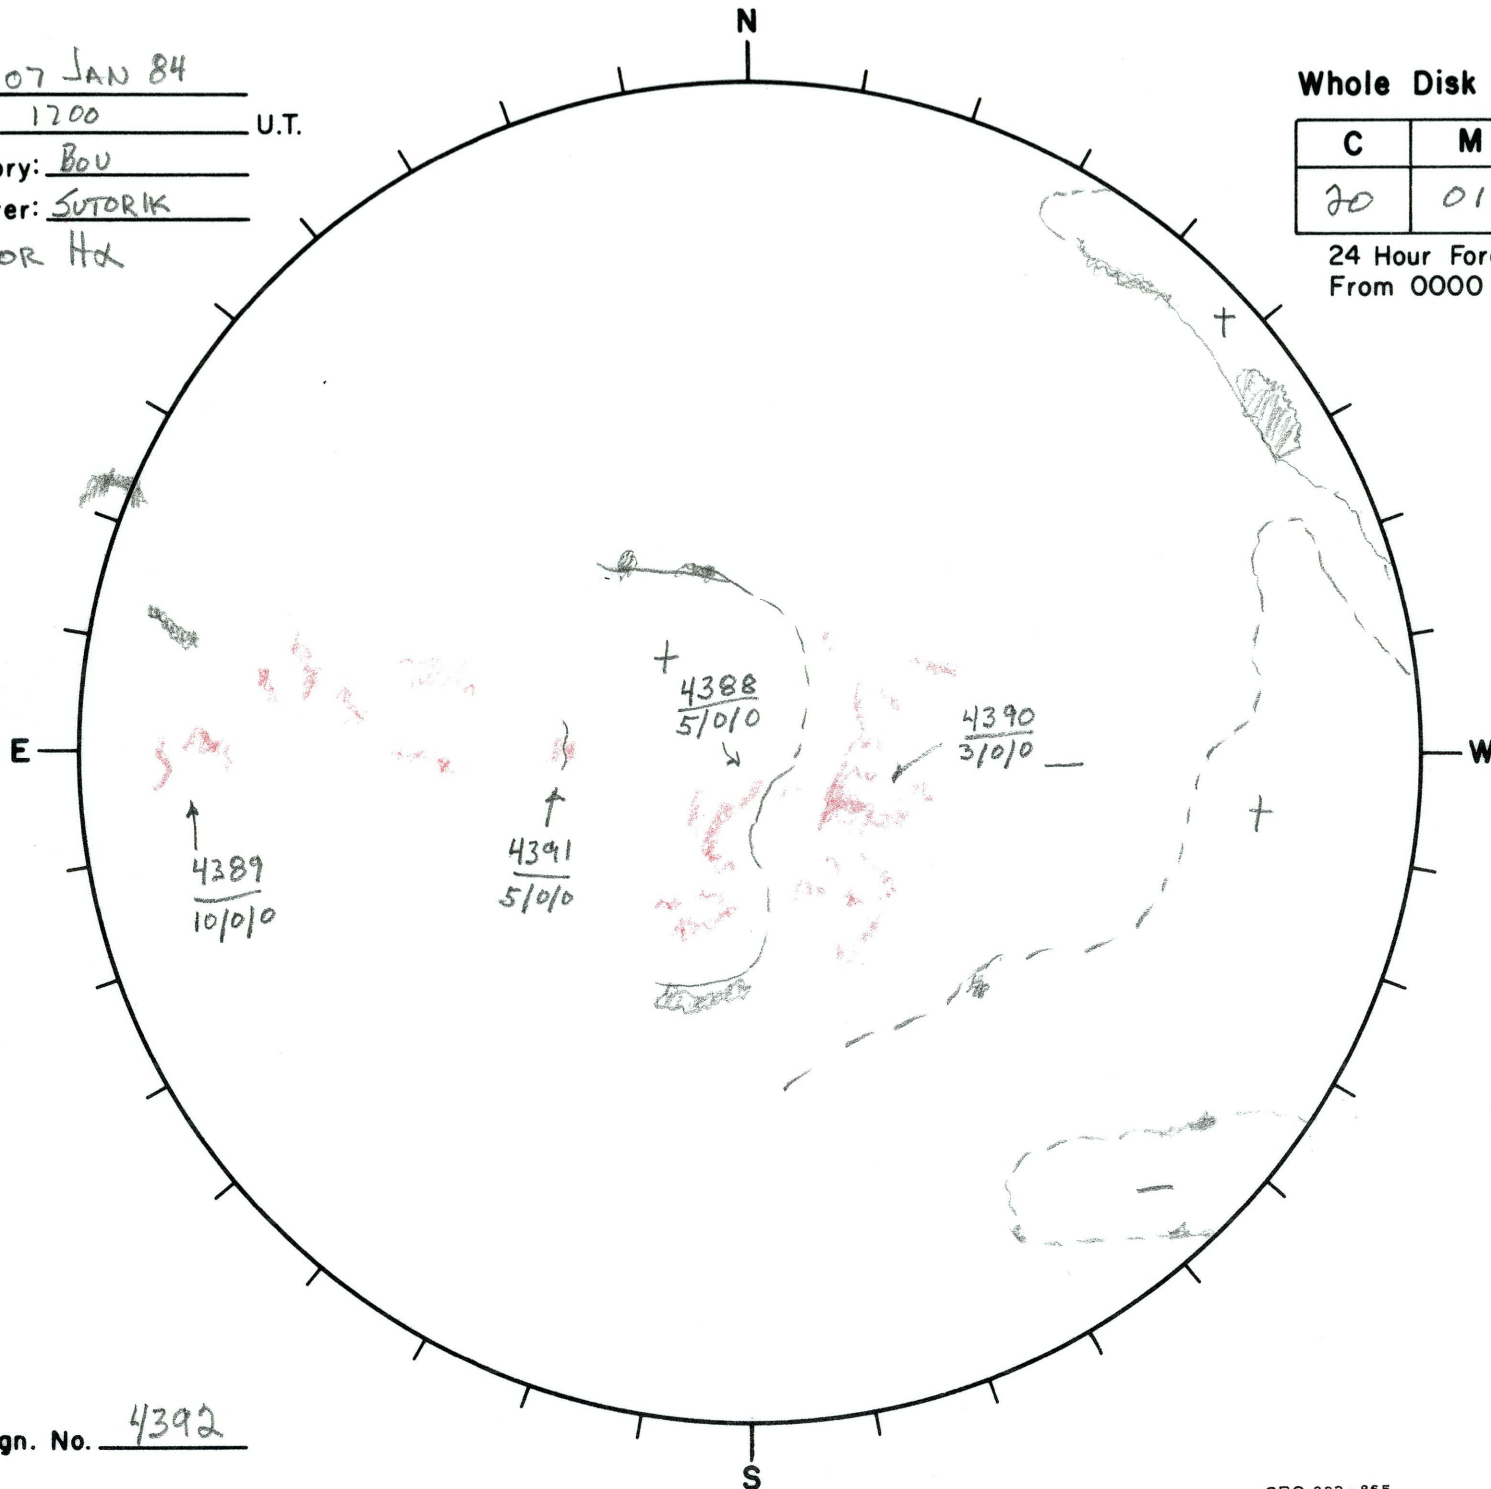 N
07 JAN 84
1700 U.T.
ory: BOU
er: SUTORIK
OR Hα
Whole Disk
C M
20 01
24 Hour For
From 0000
+
+
4388
5/0/0
4390
3/0/0
—
E
W
+
4389
10/0/0
4391
5/0/0
—
gn. No. 4392
S